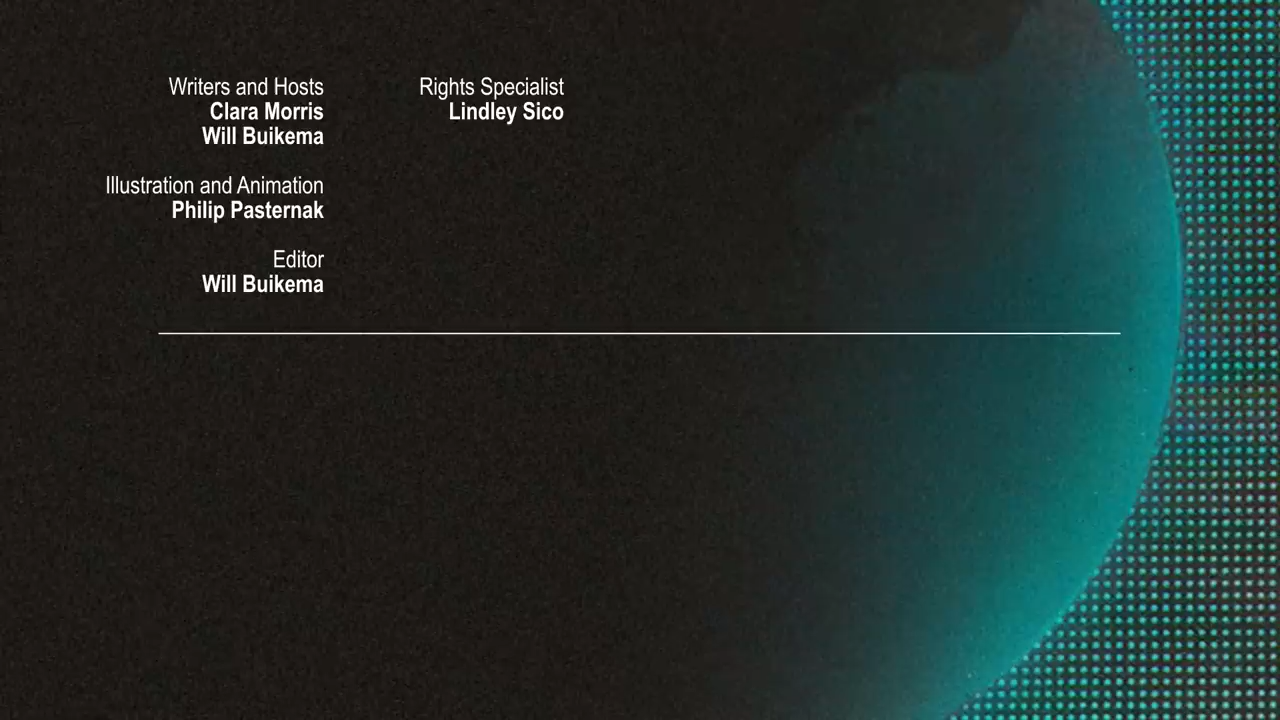 Writers and Hosts
Clara Morris
Will Buikema
Illustration and Animation
Philip Pasternak
Editor
Will Buikema
Rights Specialist
Lindley Sico